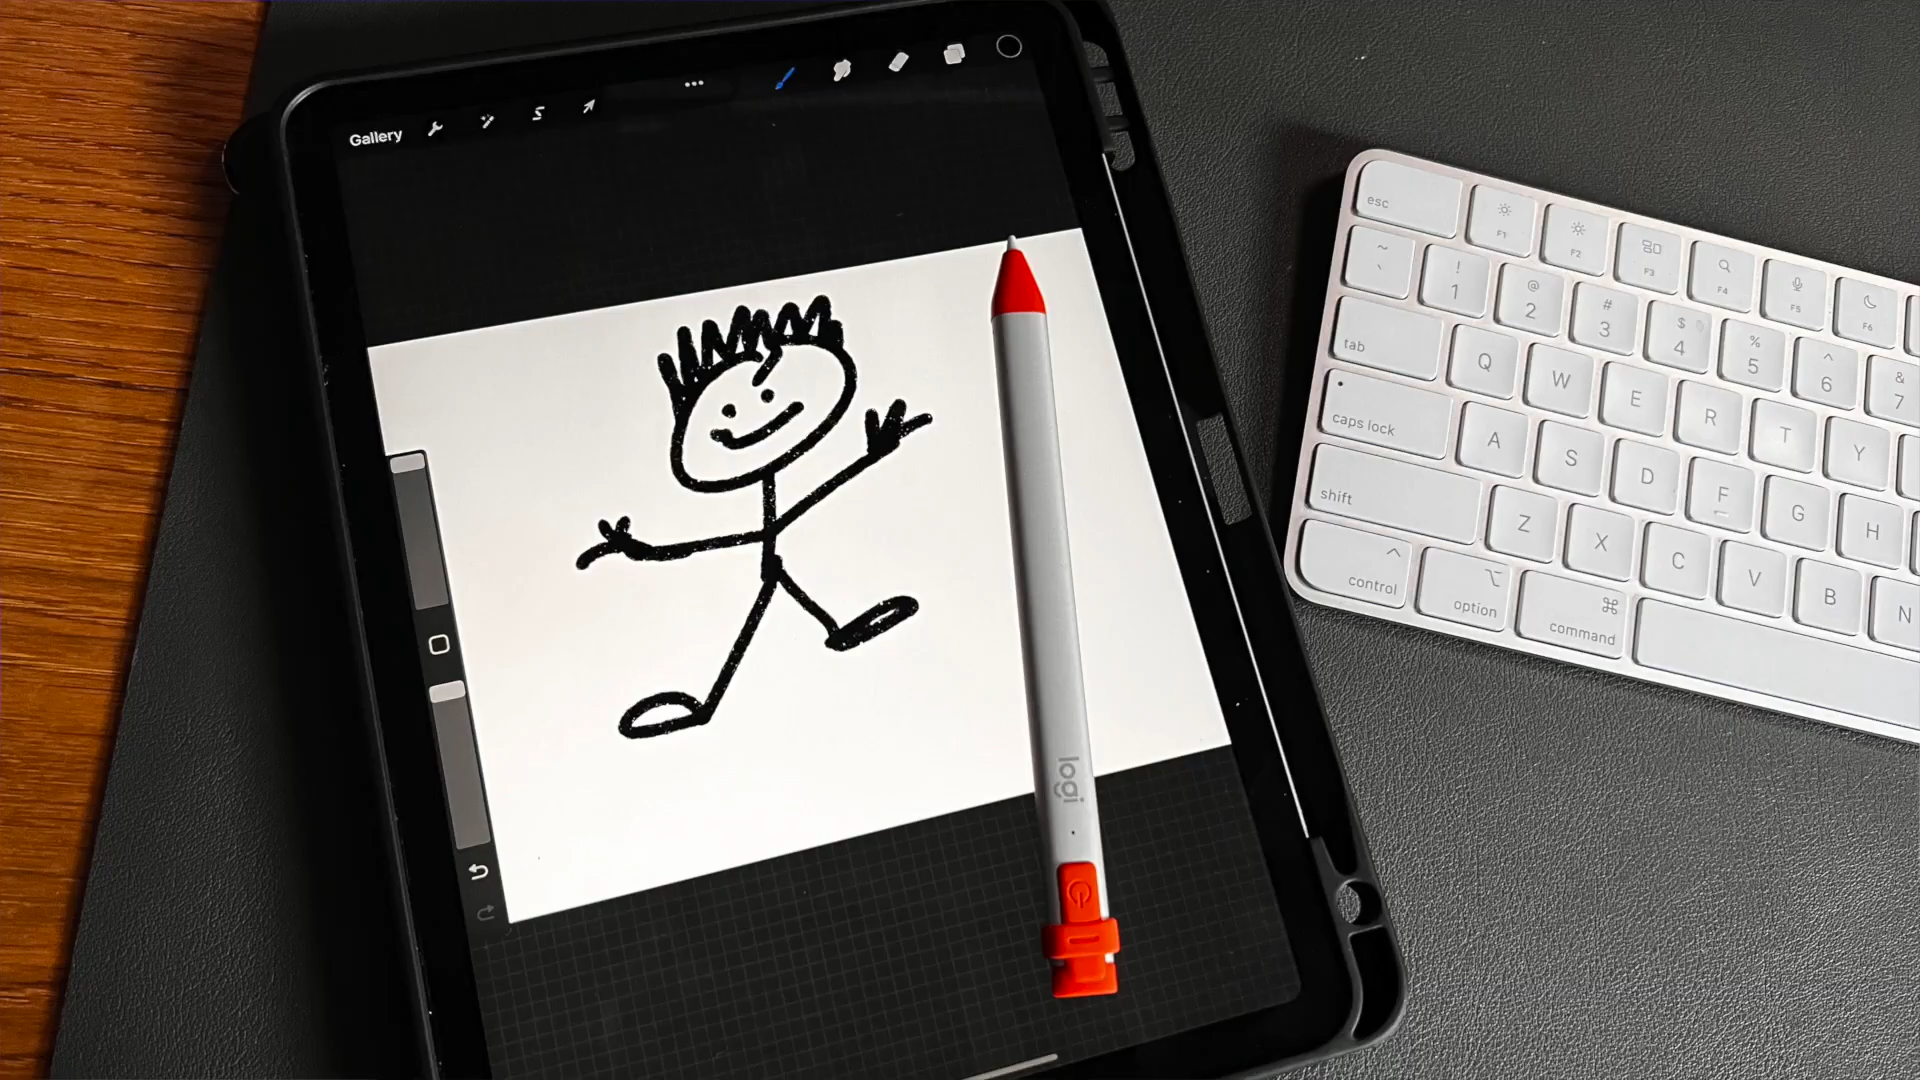 Gallery
logi
esc
F1
F2
F3
F4
F5
F6
~
`
!
1
@
2
#
3
$
4
%
5
^
6
&
7
tab
Q
W
E
R
T
Y
caps lock
A
S
D
F
G
H
shift
Z
X
C
V
B
N
control
option
command